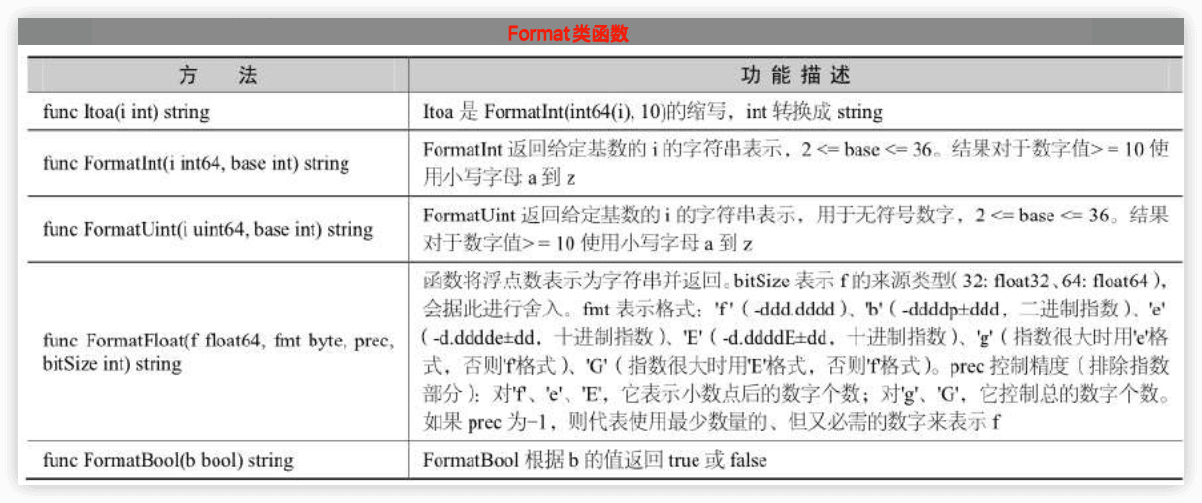 Format类函数
方 法
功 能 描 述
func Itoa(i int) string
Itoa 是 FormatInt(int64(i), 10)的缩写，int 转换成 string
func FormatInt(i int64, base int) string
FormatInt 返回给定基数的 i 的字符串表示，2 <= base <= 36。结果对于数字值> = 10 使
用小写字母 a 到 z
func FormatUint(i uint64, base int) string
FormatUint 返回给定基数的 i 的字符串表示，用于无符号数字，2 <= base <= 36。结果
对于数字值> = 10 使用小写字母 a 到 z
func FormatFloat(f float64, fmt byte, prec,
bitSize int) string
函数将浮点数表示为字符串并返回。bitSize 表示 f 的来源类型（32: float32、64: float64），
会据此进行舍入。fmt 表示格式：'f'（-ddd.dddd）、'b'（-ddddp±ddd，二进制指数）、'e'
（-d.dddde±dd，十进制指数）、'E'（-d.ddddE±dd，十进制指数）、'g'（指数很大时用'e'格
式，否则'f'格式）、'G'（指数很大时用'E'格式，否则'f'格式）。prec 控制精度（排除指数
部分）：对'f'、'e'、'E'，它表示小数点后的数字个数；对'g'、'G'，它控制总的数字个数。
如果 prec 为-1，则代表使用最少数量的、但又必需的数字来表示 f
func FormatBool(b bool) string
FormatBool 根据 b 的值返回 true 或 false